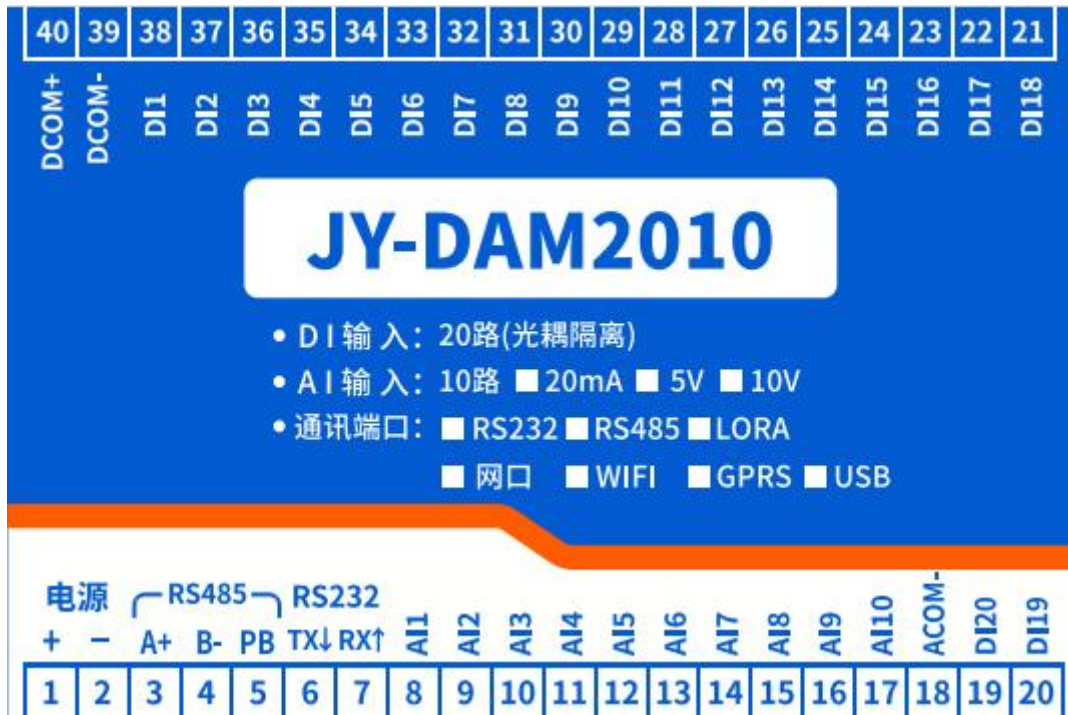 40 39 38 37 36 35 34 33 32 31 30 29 28 27 26 25 24 23 22 21
DCOM+ DCOM- DI1 DI2 DI3 DI4 DI5 DI6 DI7 DI8 DI9 DI10 DI11 DI12 DI13 DI14 DI15 DI16 DI17 DI18
JY-DAM2010
• DI输入：20路(光耦隔离)
• AI输入：10路 ■20mA ■ 5V ■10V
• 通讯端口：■ RS232 ■RS485 ■LORA
■ 网口 ■WIFI ■GPRS ■USB
电源 RS485 RS232
+ − A+ B- PB TX↓ RX↑ AI1 AI2 AI3 AI4 AI5 AI6 AI7 AI8 AI9 AI10 ACOM- DI20 DI19
1 2 3 4 5 6 7 8 9 10 11 12 13 14 15 16 17 18 19 20